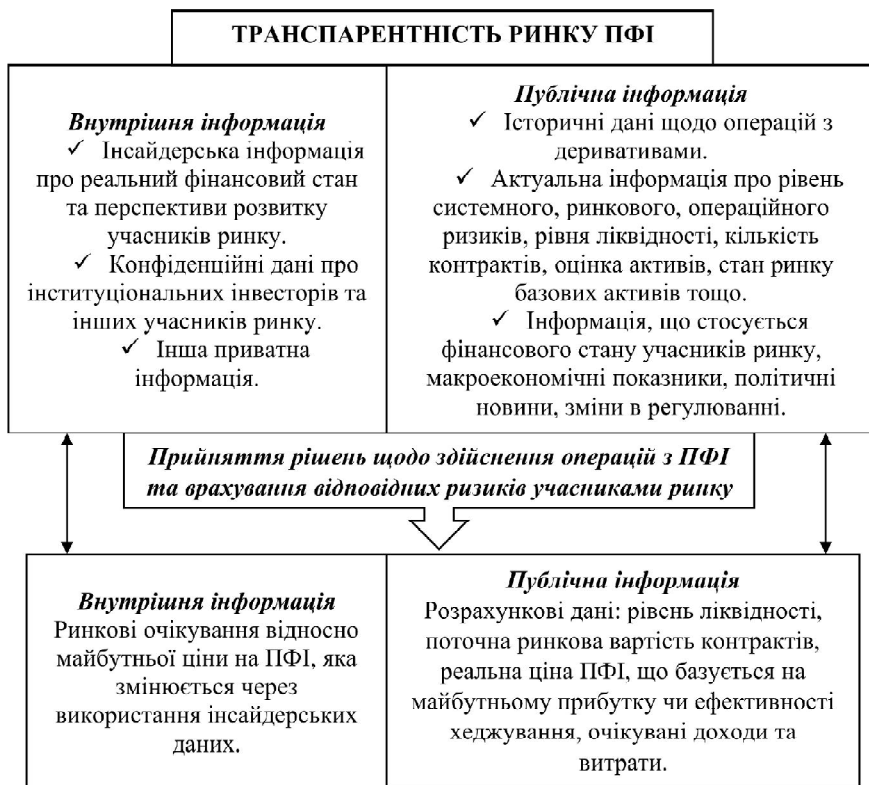 ТРАНСПАРЕНТНІСТЬ РИНКУ ПФІ
Внутрішня інформація
✓ Інсайдерська інформація
про реальний фінансовий стан
та перспективи розвитку
учасників ринку.
✓ Конфіденційні дані про
інституціональних інвесторів та
інших учасників ринку.
✓ Інша приватна
інформація.
Публічна інформація
✓ Історичні дані щодо операцій з
деривативами.
✓ Актуальна інформація про рівень
системного, ринкового, операційного
ризиків, рівня ліквідності, кількість
контрактів, оцінка активів, стан ринку
базових активів тощо.
✓ Інформація, що стосується
фінансового стану учасників ринку,
макроекономічні показники, політичні
новини, зміни в регулюванні.
Прийняття рішень щодо здійснення операцій з ПФІ
та врахування відповідних ризиків учасниками ринку
Внутрішня інформація
Ринкові очікування відносно
майбутньої ціни на ПФІ, яка
змінюється через
використання інсайдерських
даних.
Публічна інформація
Розрахункові дані: рівень ліквідності,
поточна ринкова вартість контрактів,
реальна ціна ПФІ, що базується на
майбутньому прибутку чи ефективності
хеджування, очікувані доходи та
витрати.